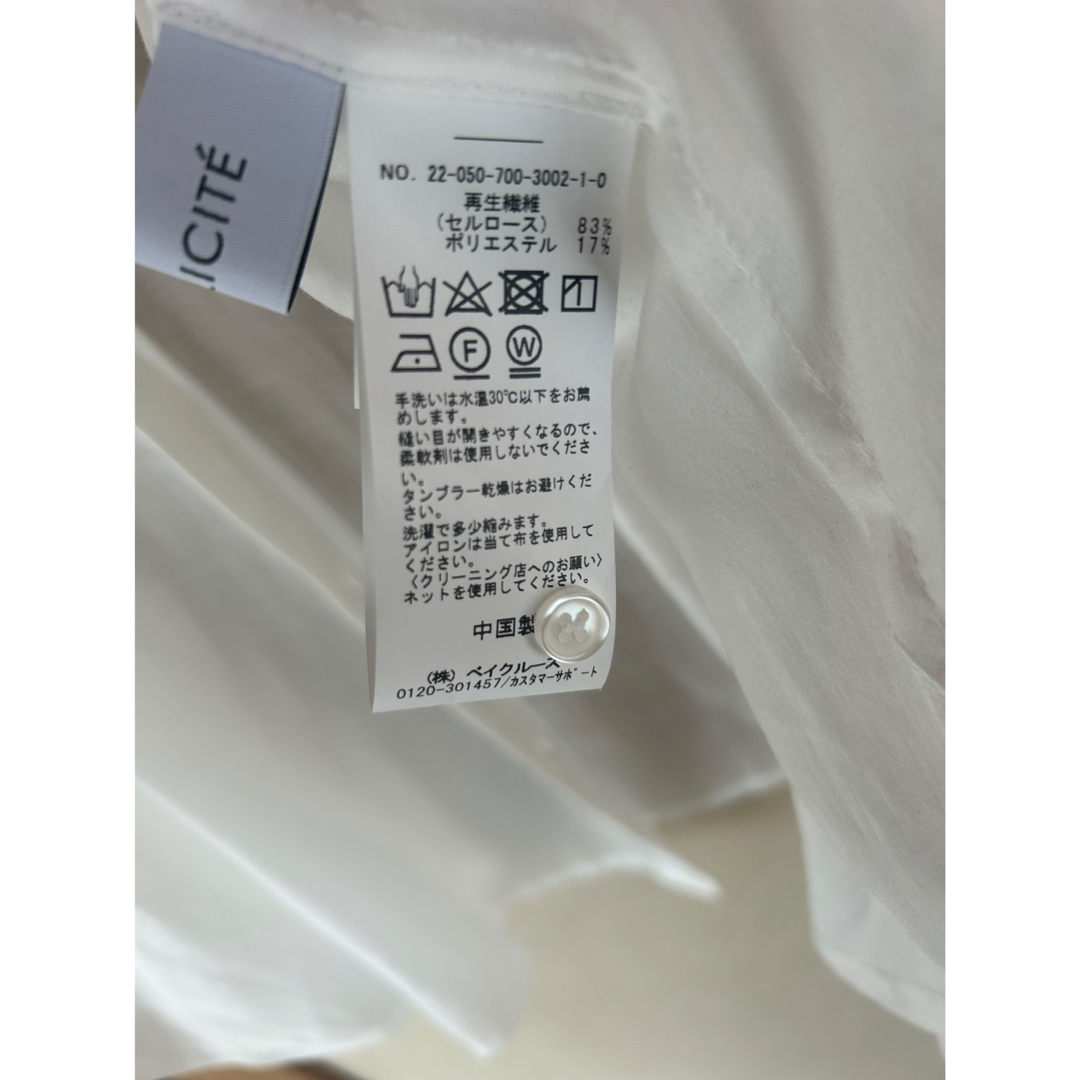 .ICITÉ
NO. 22-050-700-3002-1-0
再生繊維
(セルロース) 83%
ポリエステル 17%
F
W
手洗いは水温30℃以下をお薦
めします。
縫い目が開きやすくなるので、
柔軟剤は使用しないでくださ
い。
タンブラー乾燥はお避けくだ
さい。
洗濯で多少縮みます。
アイロンは当て布を使用して
ください。
〈クリーニング店へのお願い〉
ネットを使用してください。
中国製
(株) ベイクルーズ
0120-301457/カスタマーサポート